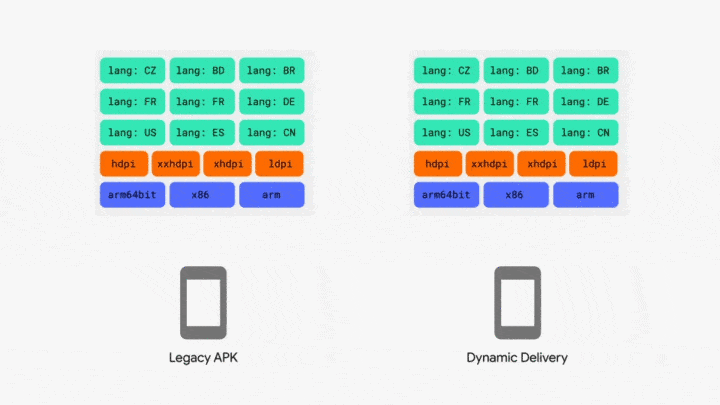 lang: CZ lang: BD lang: BR
lang: FR lang: FR lang: DE
lang: US lang: ES lang: CN
hdpi xxhdpi xhdpi ldpi
arm64bit x86 arm
Legacy APK
lang: CZ lang: BD lang: BR
lang: FR lang: FR lang: DE
lang: US lang: ES lang: CN
hdpi xxhdpi xhdpi ldpi
arm64bit x86 arm
Dynamic Delivery